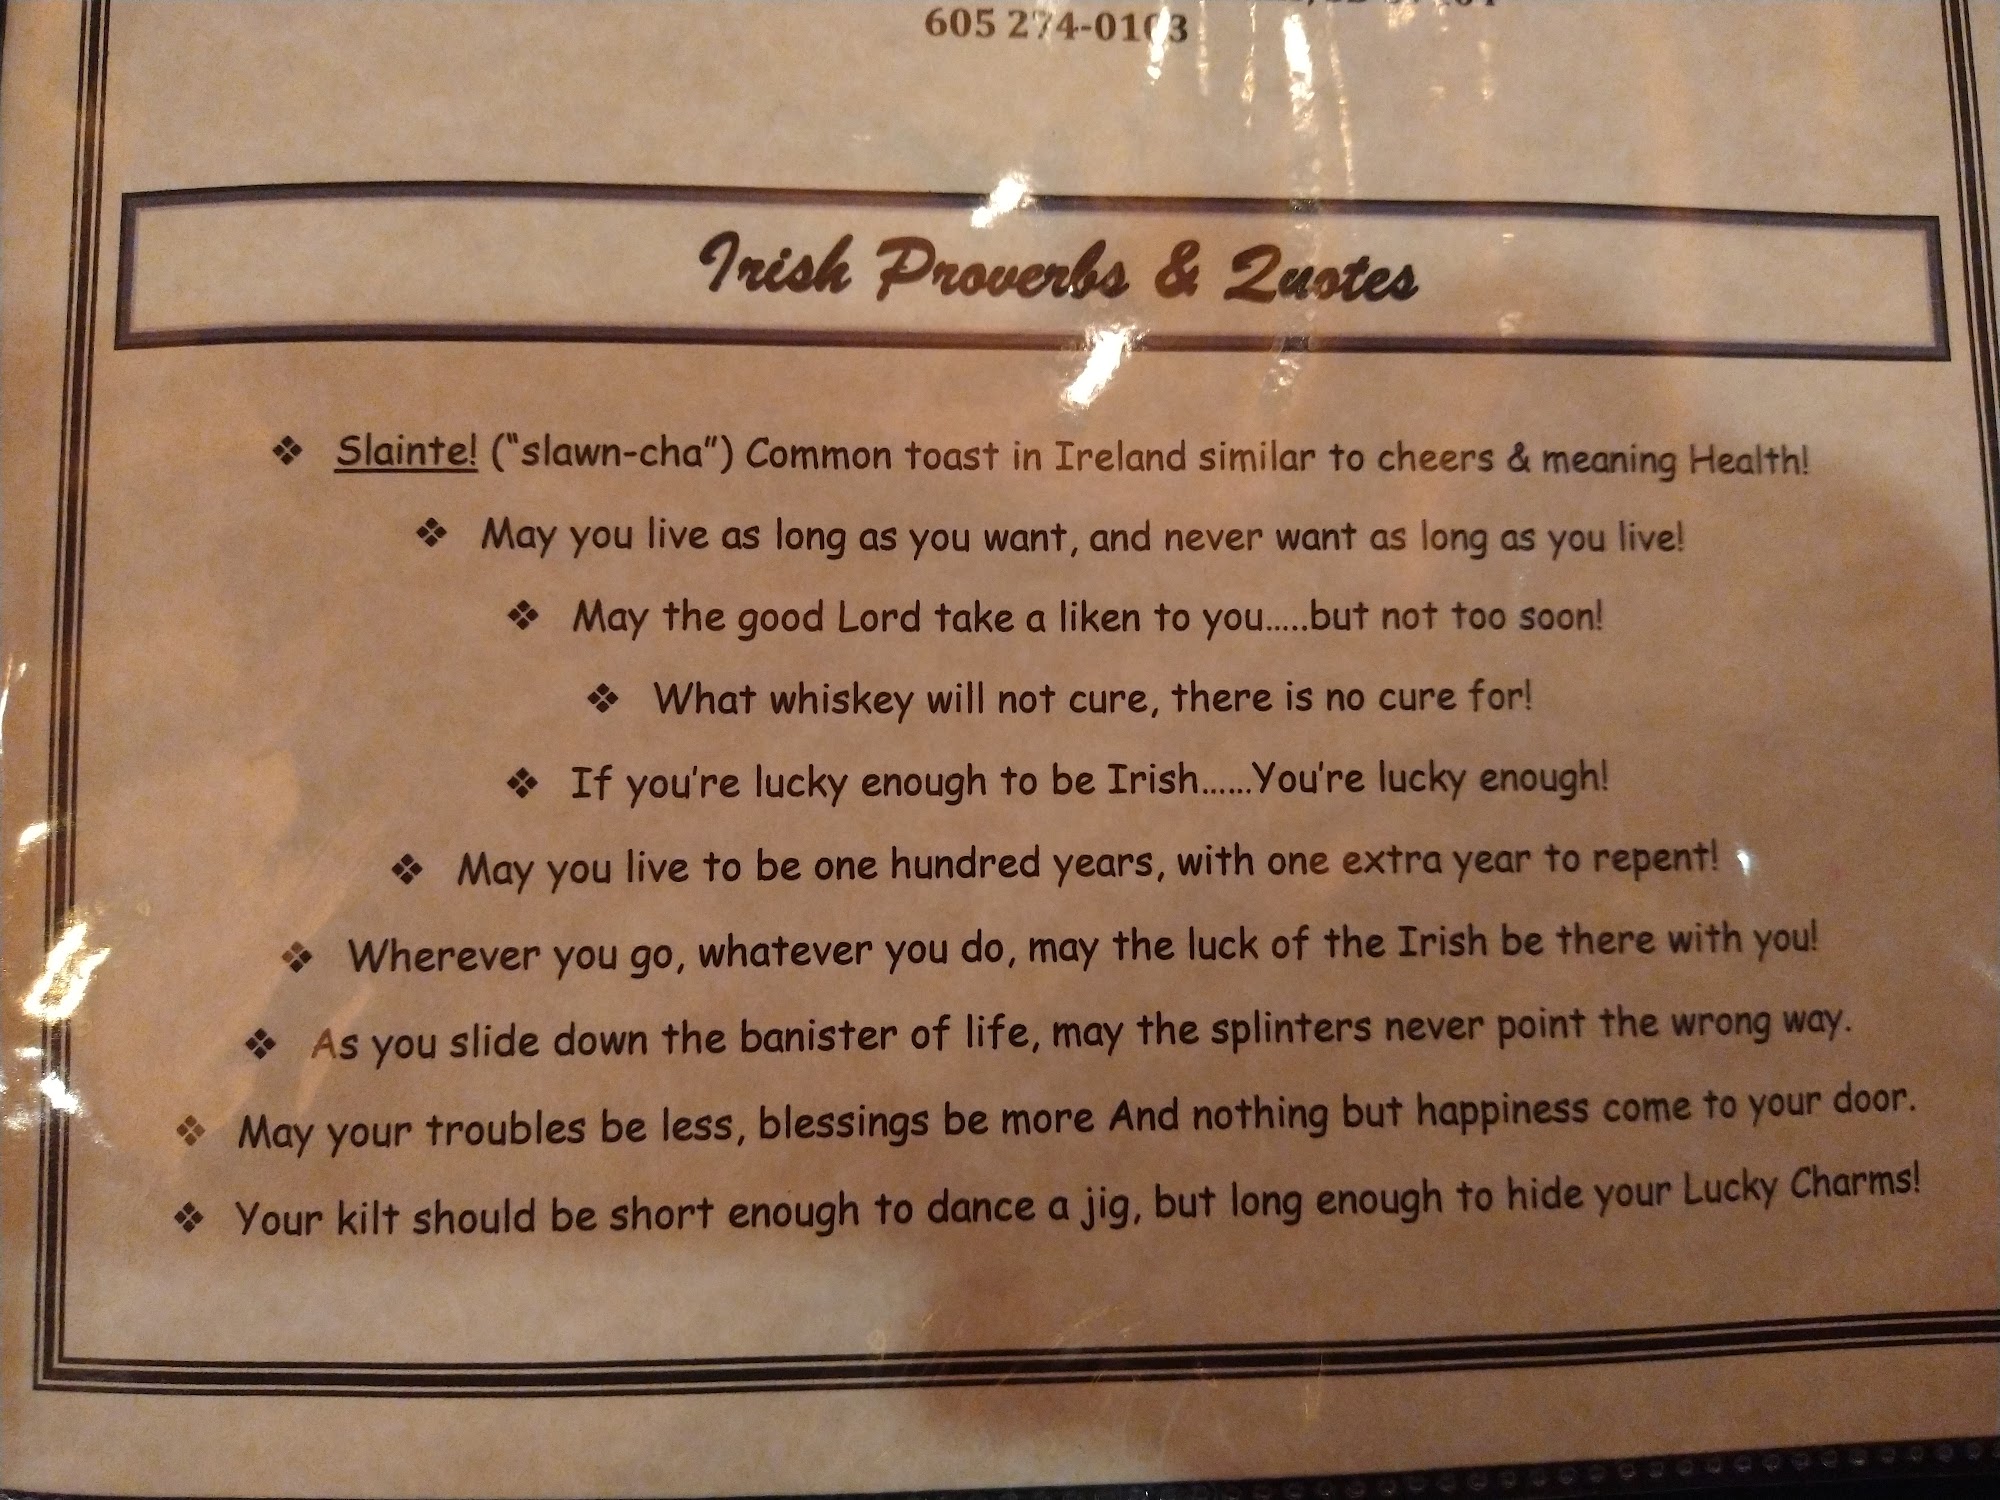 605 274-0103
Irish Proverbs & Quotes
❖ Slainte! ("slawn-cha") Common toast in Ireland similar to cheers & meaning Health!
❖ May you live as long as you want, and never want as long as you live!
❖ May the good Lord take a liken to you.....but not too soon!
❖ What whiskey will not cure, there is no cure for!
❖ If you're lucky enough to be Irish......You're lucky enough!
❖ May you live to be one hundred years, with one extra year to repent!
❖ Wherever you go, whatever you do, may the luck of the Irish be there with you!
❖ As you slide down the banister of life, may the splinters never point the wrong way.
❖ May your troubles be less, blessings be more And nothing but happiness come to your door.
❖ Your kilt should be short enough to dance a jig, but long enough to hide your Lucky Charms!